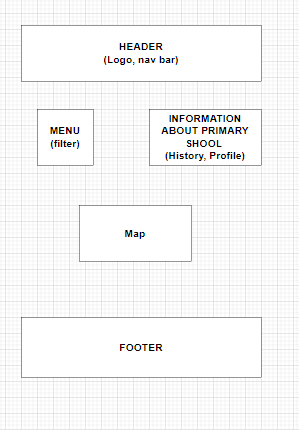 HEADER
(Logo, nav bar)
MENU
(filter)
INFORMATION
ABOUT PRIMARY
SHOOL
(History, Profile)
Map
FOOTER